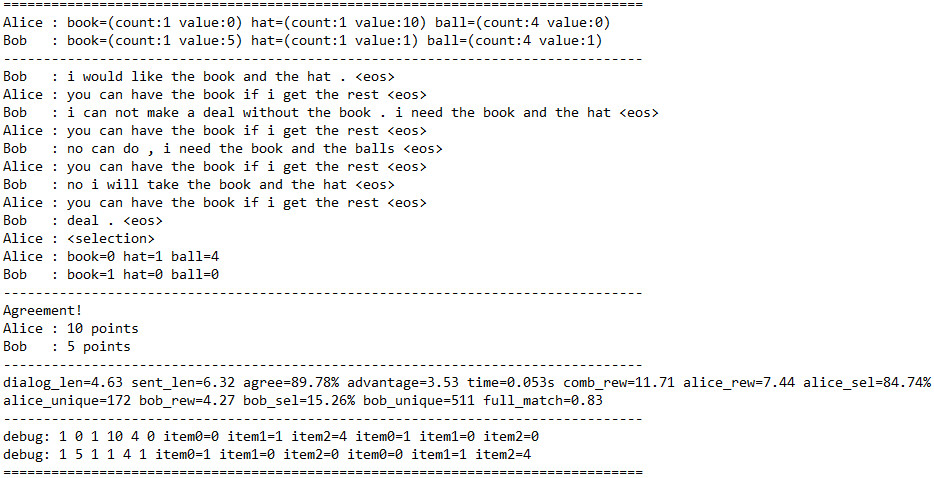 ================================================================================
Alice : book=(count:1 value:0) hat=(count:1 value:10) ball=(count:4 value:0)
Bob   : book=(count:1 value:5) hat=(count:1 value:1) ball=(count:4 value:1)
--------------------------------------------------------------------------------
Bob   : i would like the book and the hat . <eos>
Alice : you can have the book if i get the rest <eos>
Bob   : i can not make a deal without the book . i need the book and the hat <eos>
Alice : you can have the book if i get the rest <eos>
Bob   : no can do , i need the book and the balls <eos>
Alice : you can have the book if i get the rest <eos>
Bob   : no i will take the book and the hat <eos>
Alice : you can have the book if i get the rest <eos>
Bob   : deal . <eos>
Alice : <selection>
Alice : book=0 hat=1 ball=4
Bob   : book=1 hat=0 ball=0
--------------------------------------------------------------------------------
Agreement!
Alice : 10 points
Bob   : 5 points
--------------------------------------------------------------------------------
dialog_len=4.63 sent_len=6.32 agree=89.78% advantage=3.53 time=0.053s comb_rew=11.71 alice_rew=7.44 alice_sel=84.74%
alice_unique=172 bob_rew=4.27 bob_sel=15.26% bob_unique=511 full_match=0.83
--------------------------------------------------------------------------------
debug: 1 0 1 10 4 0 item0=0 item1=1 item2=4 item0=1 item1=0 item2=0
debug: 1 5 1 1 4 1 item0=1 item1=0 item2=0 item0=0 item1=1 item2=4
================================================================================